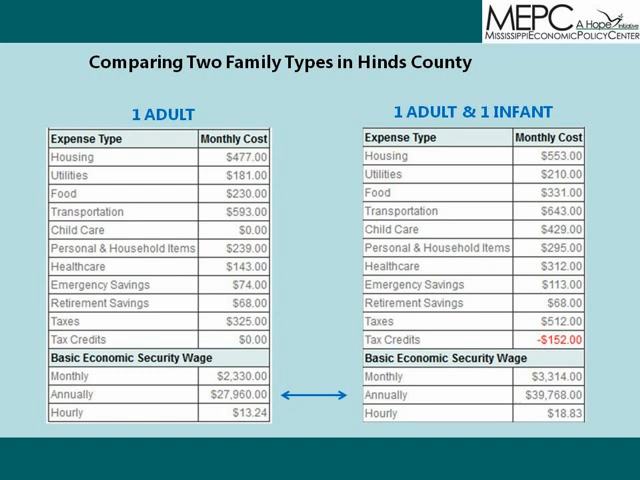 MEPC A Hope Initiative
MISSISSIPPIECONOMICPOLICYCENTER
Comparing Two Family Types in Hinds County
1 ADULT
Expense Type Monthly Cost
Housing $477.00
Utilities $181.00
Food $230.00
Transportation $593.00
Child Care $0.00
Personal & Household Items $239.00
Healthcare $143.00
Emergency Savings $74.00
Retirement Savings $68.00
Taxes $325.00
Tax Credits $0.00
Basic Economic Security Wage
Monthly $2,330.00
Annually $27,960.00
Hourly $13.24
1 ADULT & 1 INFANT
Expense Type Monthly Cost
Housing $553.00
Utilities $210.00
Food $331.00
Transportation $643.00
Child Care $429.00
Personal & Household Items $295.00
Healthcare $312.00
Emergency Savings $113.00
Retirement Savings $68.00
Taxes $512.00
Tax Credits -$152.00
Basic Economic Security Wage
Monthly $3,314.00
Annually $39,768.00
Hourly $18.83